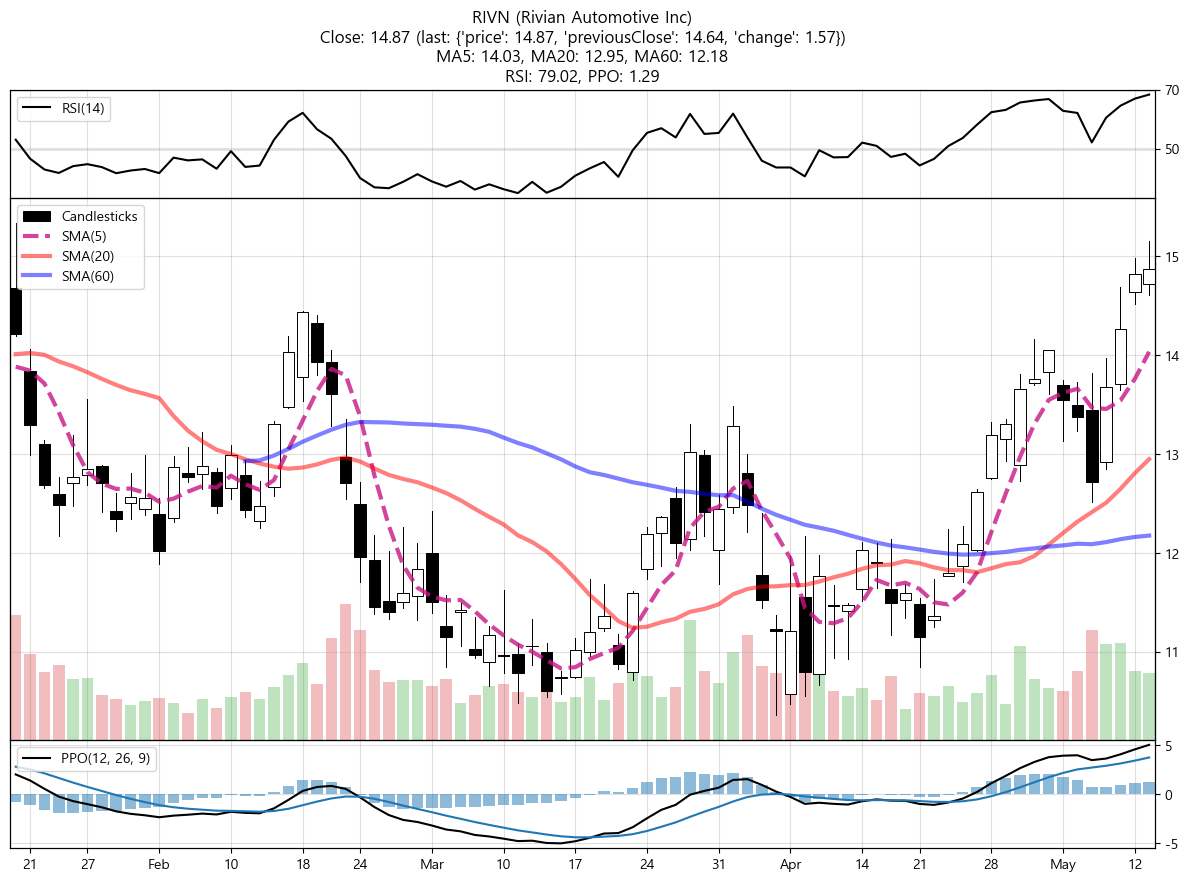 RIVN (Rivian Automotive Inc)
Close: 14.87 (last: {'price': 14.87, 'previousClose': 14.64, 'change': 1.57})
MA5: 14.03, MA20: 12.95, MA60: 12.18
RSI: 79.02, PPO: 1.29
RSI(14)
70
50
Candlesticks
SMA(5)
SMA(20)
SMA(60)
15
14
13
12
11
PPO(12, 26, 9)
5
0
-5
21 27 Feb 10 18 24 Mar 10 17 24 31 Apr 14 21 28 May 12